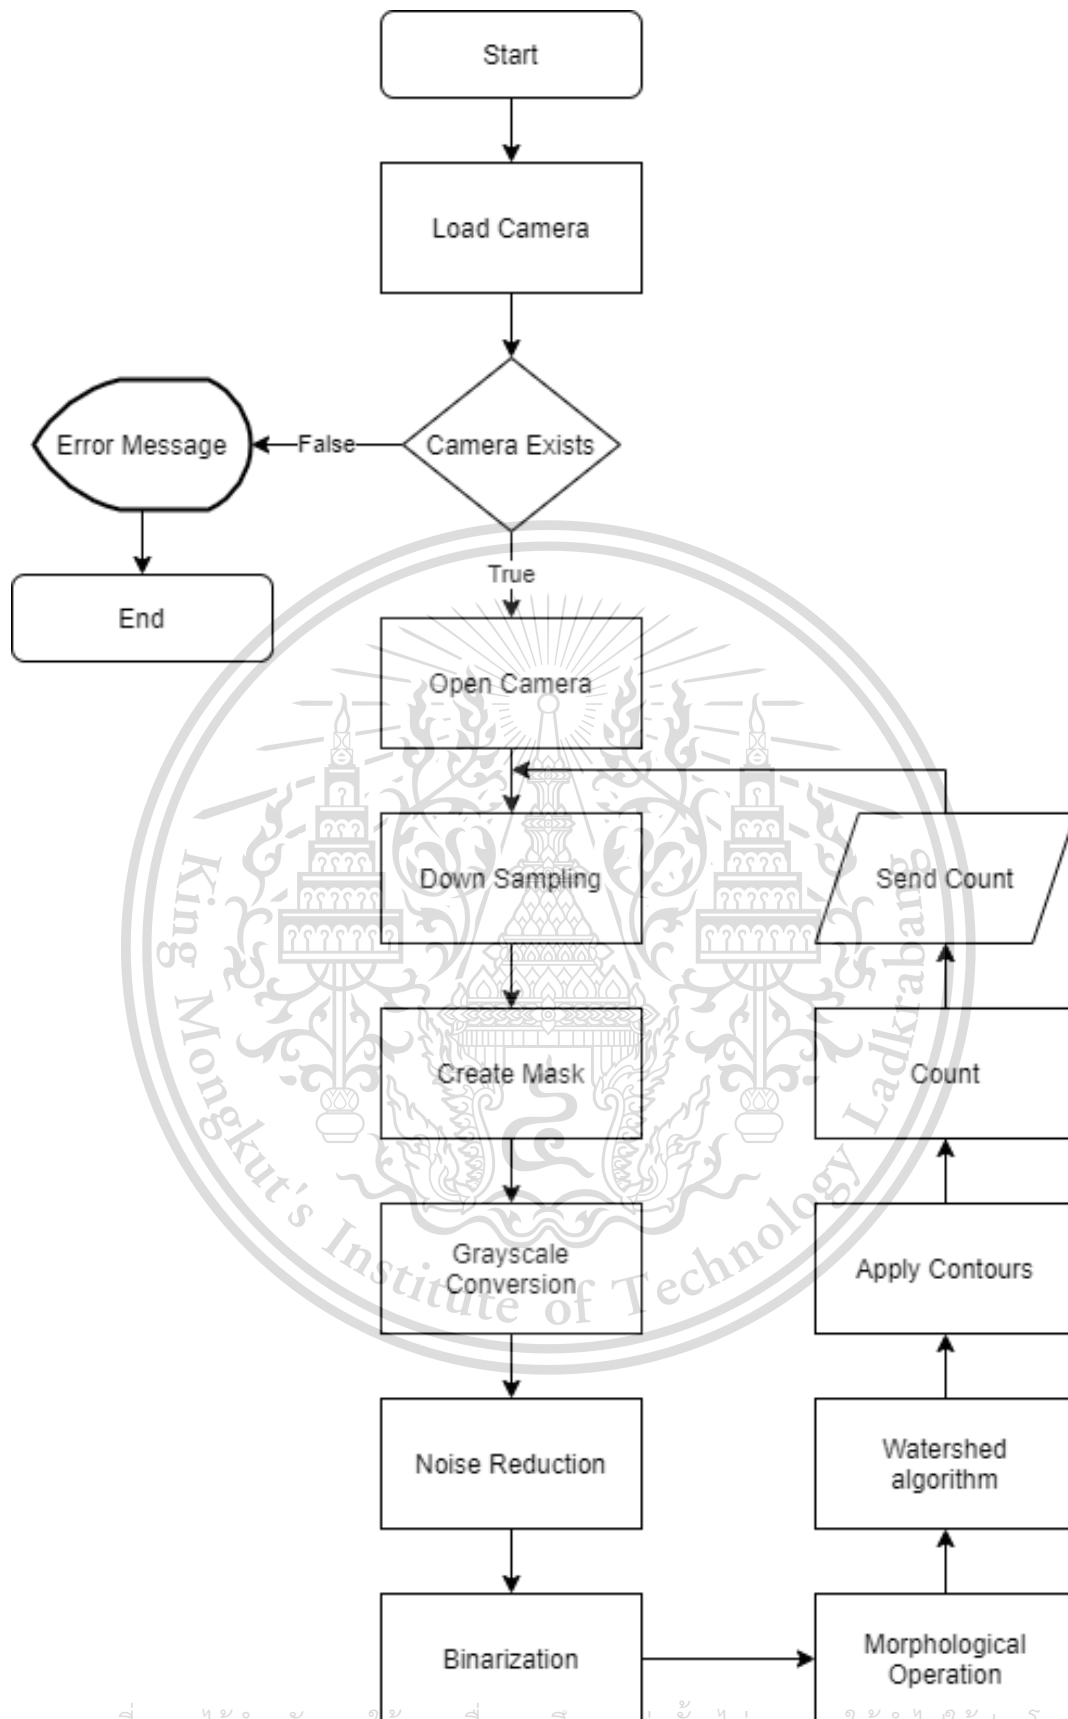 Start
Load Camera
Camera Exists
False
Error Message
End
True
Open Camera
Down Sampling
Create Mask
Grayscale
Conversion
Noise Reduction
Binarization
Morphological
Operation
Watershed
algorithm
Apply Contours
Count
Send Count
King Mongkut's Institute of Technology Ladkrabang